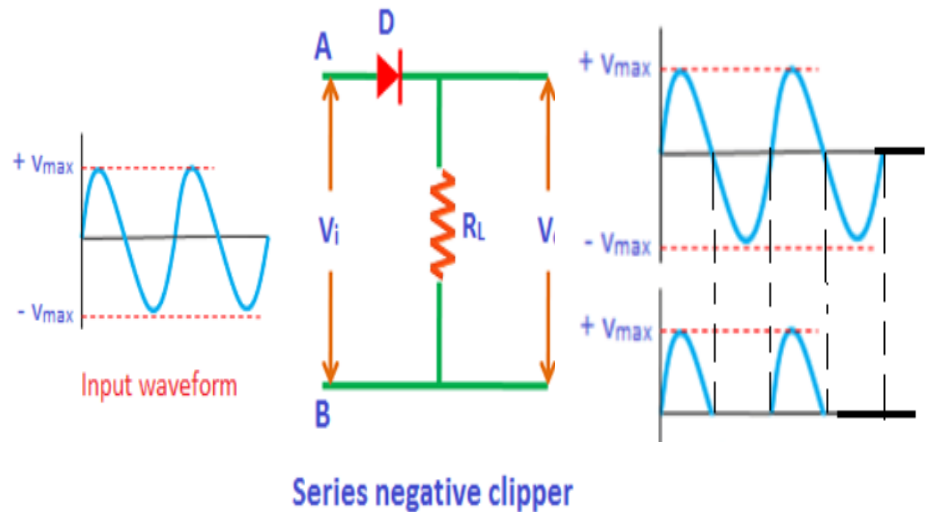 + Vmax
- Vmax
Input waveform
D
A
Vi
RL
V
B
+ Vmax
- Vmax
+ Vmax
Series negative clipper